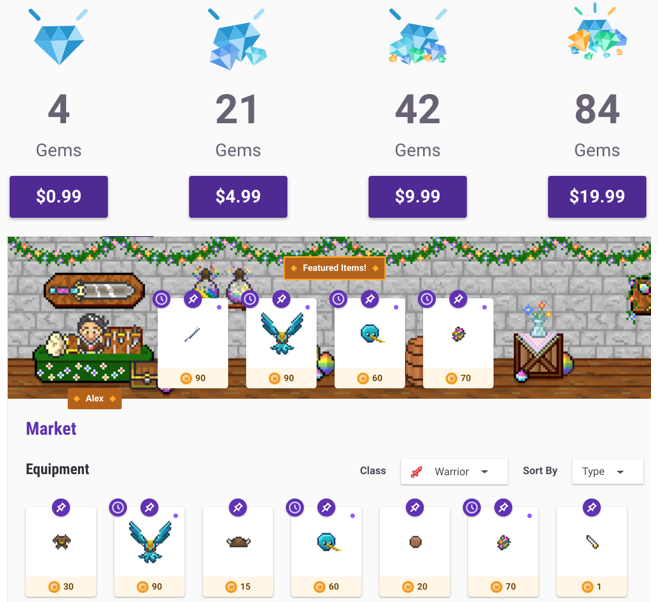 4 21 42 84
Gems Gems Gems Gems
$0.99 $4.99 $9.99 $19.99
Featured Items!
90 90 60 70
Alex
Market
Equipment Class Warrior Sort By Type
30 90 15 60 20 70 1